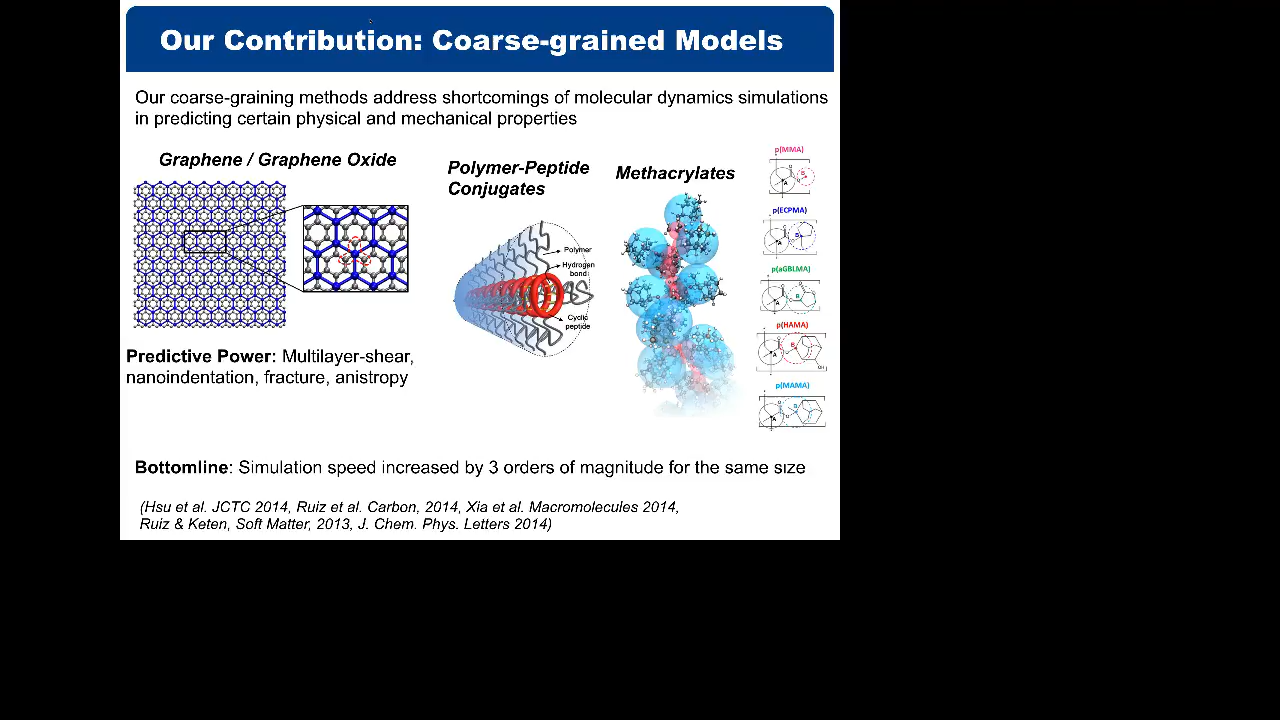 Our Contribution: Coarse-grained Models
Our coarse-graining methods address shortcomings of molecular dynamics simulations
in predicting certain physical and mechanical properties
Graphene / Graphene Oxide
Polymer-Peptide
Conjugates
Methacrylates
Polymer
Hydrogen
bond
Cyclic
peptide
p(MMA)
A
B
O
O
p(ECPMA)
A
B
O
O
p(aGBLMA)
A
B
O
O
p(HAMA)
A
B
O
O
OH
p(MAMA)
A
B
O
O
Predictive Power: Multilayer-shear,
nanoindentation, fracture, anistropy
Bottomline: Simulation speed increased by 3 orders of magnitude for the same size
(Hsu et al. JCTC 2014, Ruiz et al. Carbon, 2014, Xia et al. Macromolecules 2014,
Ruiz & Keten, Soft Matter, 2013, J. Chem. Phys. Letters 2014)